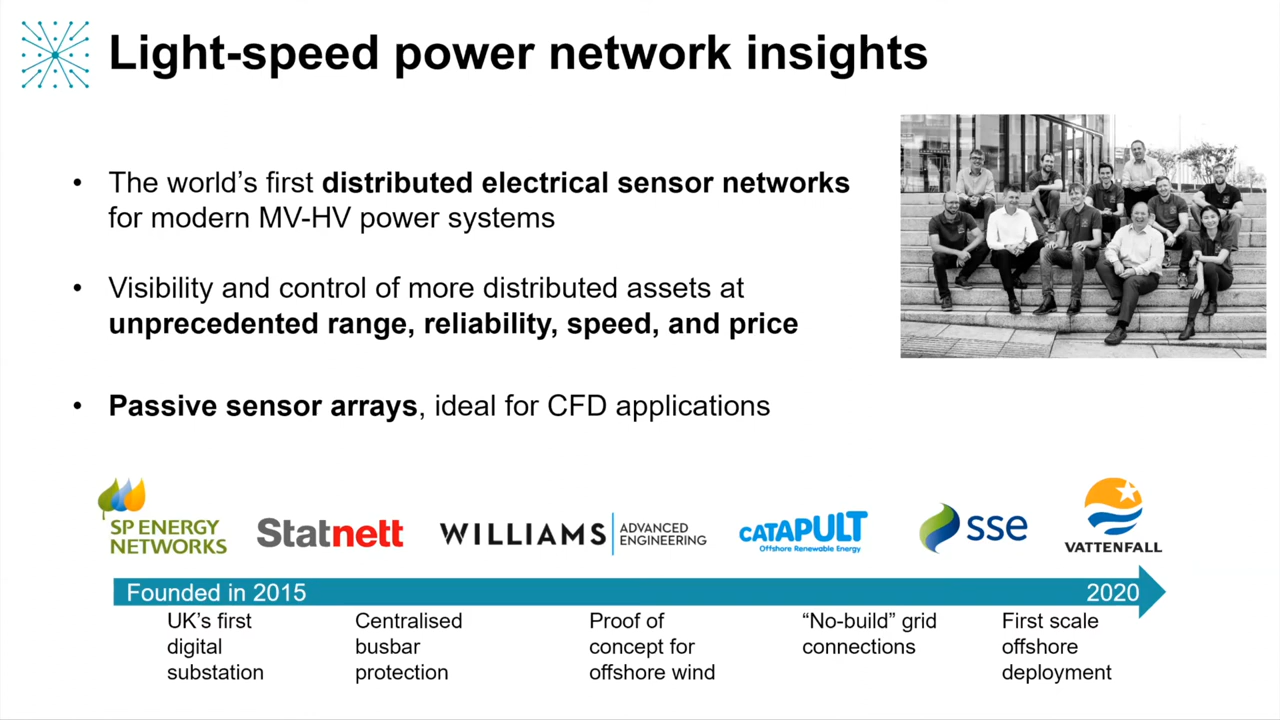 Light-speed power network insights
• The world’s first distributed electrical sensor networks
for modern MV-HV power systems
• Visibility and control of more distributed assets at
unprecedented range, reliability, speed, and price
• Passive sensor arrays, ideal for CFD applications
SP ENERGY
NETWORKS
Statnett
WILLIAMS
ADVANCED
ENGINEERING
CATAPULT
Offshore Renewable Energy
sse
VATTENFALL
Founded in 2015
2020
UK’s first
digital
substation
Centralised
busbar
protection
Proof of
concept for
offshore wind
“No-build” grid
connections
First scale
offshore
deployment